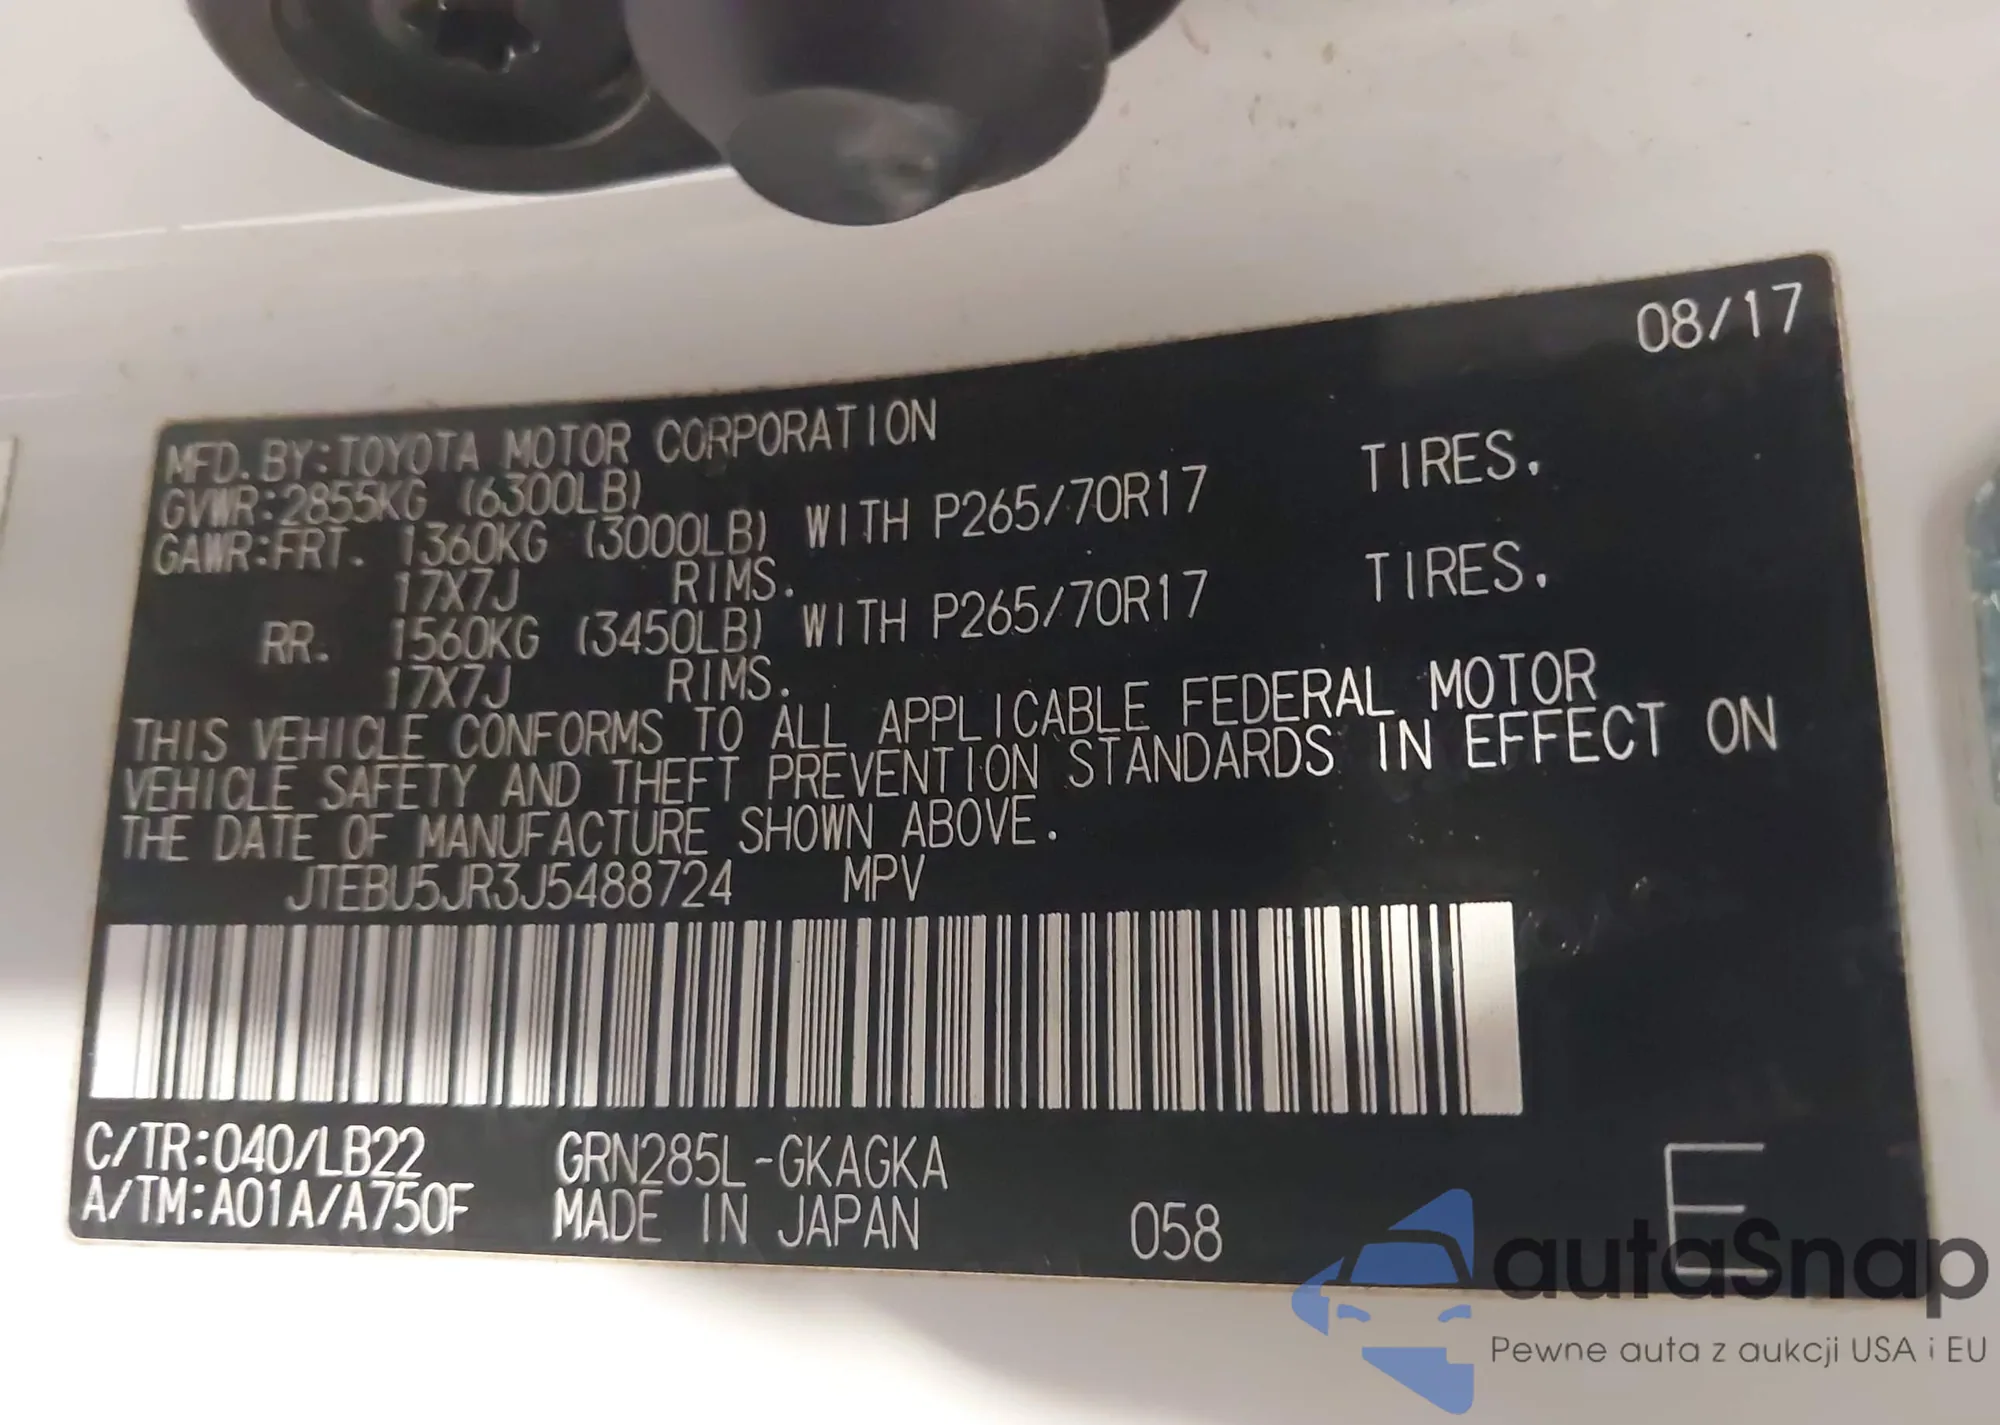 08/17
MFD.BY:TOYOTA MOTOR CORPORATION
GVWR:2855KG (6300LB)
GAWR:FRT. 1360KG (3000LB) WITH P265/70R17 TIRES,
17X7J RIMS.
RR. 1560KG (3450LB) WITH P265/70R17 TIRES,
17X7J RIMS.
THIS VEHICLE CONFORMS TO ALL APPLICABLE FEDERAL MOTOR
VEHICLE SAFETY AND THEFT PREVENTION STANDARDS IN EFFECT ON
THE DATE OF MANUFACTURE SHOWN ABOVE.
JTEBU5JR3J5488724 MPV
C/TR:040/LB22 GRN285L-GKAGKA
A/TM:A01A/A750F MADE IN JAPAN 058 E
autaSnap
Pewne auta z aukcji USA i EU